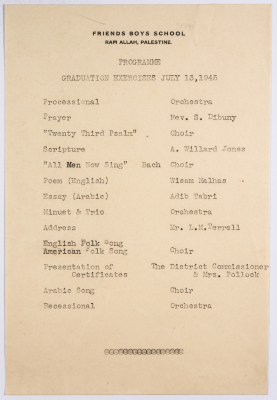 FRIENDS BOYS SCHOOL
RAM ALLAH, PALESTINE.
PROGRAMME
GRADUATION EXERCISES JULY 13,1945
Processional Orchestra
Prayer Rev. S. Dibuny
"Twenty Third Psalm" Choir
Scripture A. Willard Jones
"All Men Now Sing" Bach Choir
Poem (English) Wisam Malhas
Essay (Arabic) Adib Tabri
Minuet & Trio Orchestra
Address Mr. L.M.Terrell
English Folk Song
American Folk Song Choir
Presentation of The District Commissioner
Certificates & Mrs. Pollock
Arabic Song Choir
Recessional Orchestra